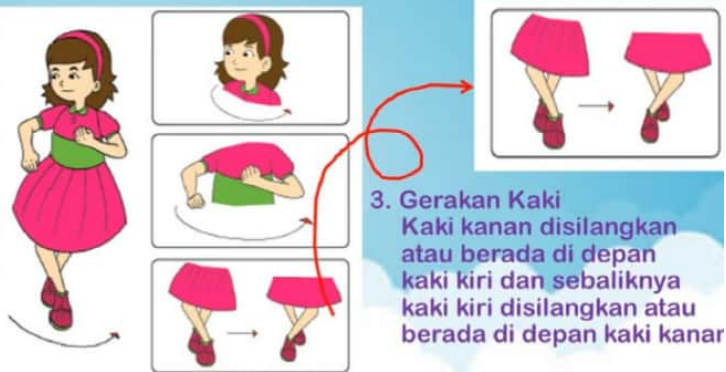 3. Gerakan Kaki
Kaki kanan disilangkan
atau berada di depan
kaki kiri dan sebaliknya
kaki kiri disilangkan atau
berada di depan kaki kanan